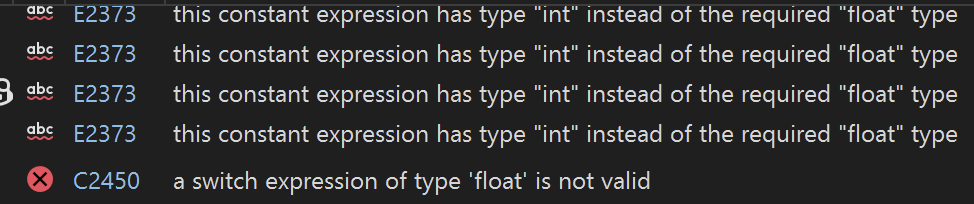 abc E2373 this constant expression has type "int" instead of the required "float" type
abc E2373 this constant expression has type "int" instead of the required "float" type
abc E2373 this constant expression has type "int" instead of the required "float" type
abc E2373 this constant expression has type "int" instead of the required "float" type
C2450 a switch expression of type 'float' is not valid